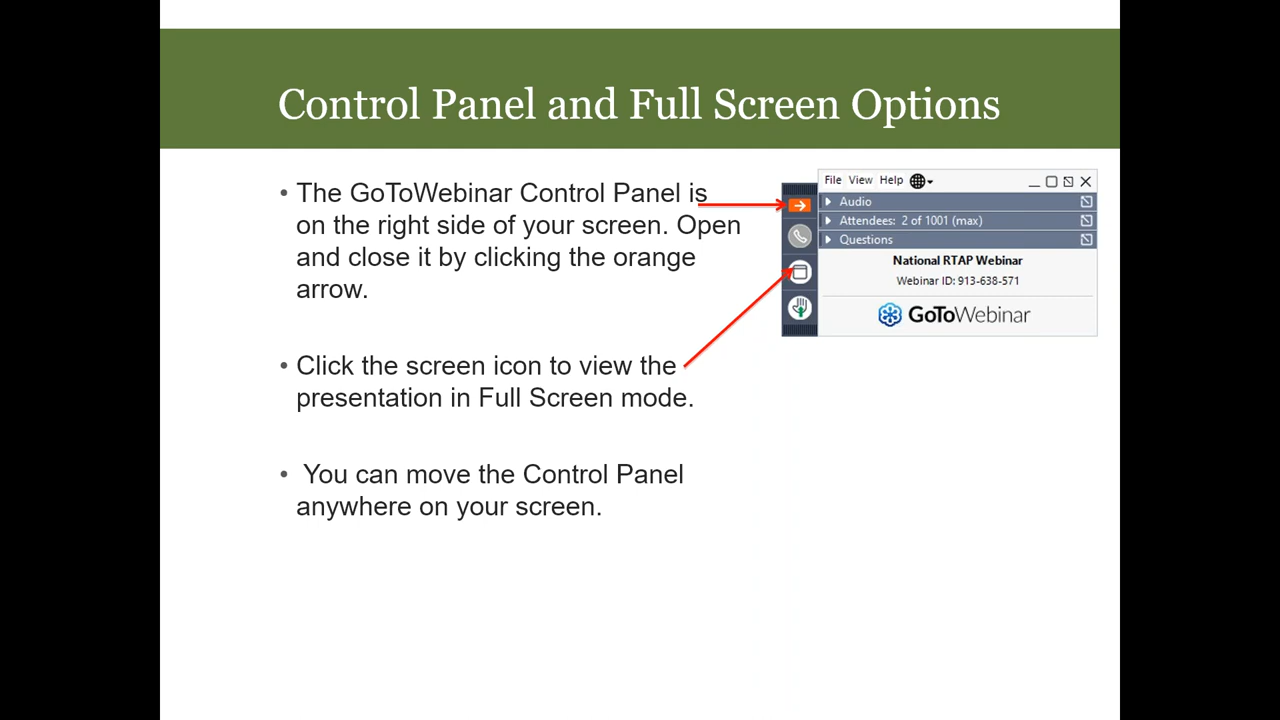 Control Panel and Full Screen Options
• The GoToWebinar Control Panel is
on the right side of your screen. Open
and close it by clicking the orange
arrow.
• Click the screen icon to view the
presentation in Full Screen mode.
• You can move the Control Panel
anywhere on your screen.
File View Help
Audio
Attendees: 2 of 1001 (max)
Questions
National RTAP Webinar
Webinar ID: 913-638-571
GoToWebinar